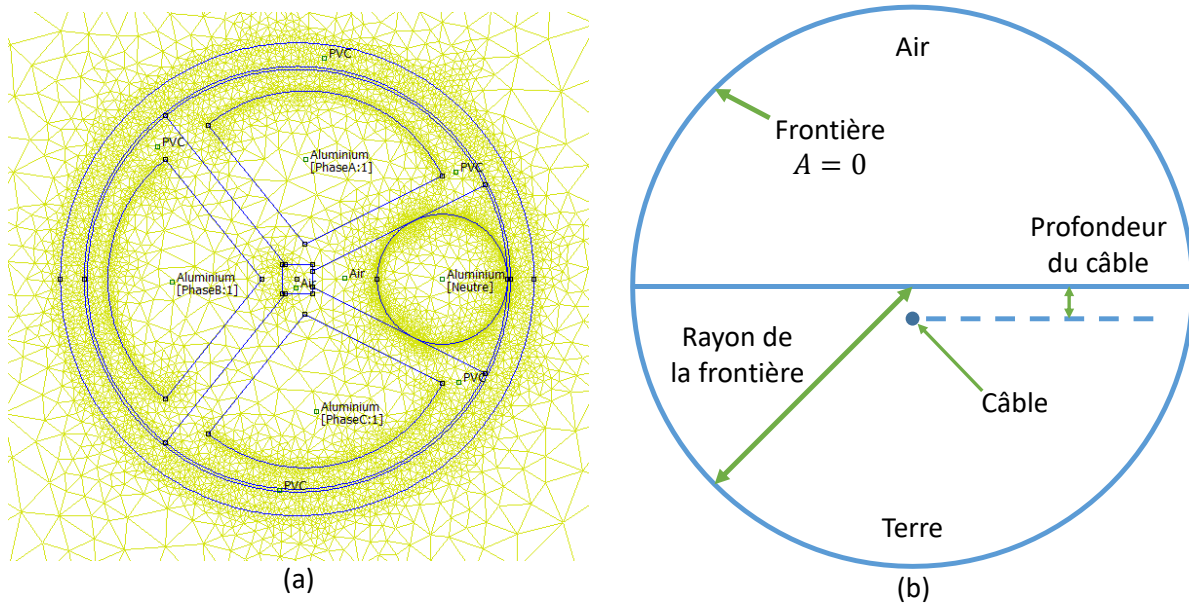 PVC
PVC
Aluminium
[PhaseA:1]
PVC
Aluminium
[PhaseB:1]
Air
Air
Aluminium
[Neutre]
Aluminium
[PhaseC:1]
PVC
PVC
(a)
Air
Frontière
A = 0
Profondeur
du câble
Rayon de
la frontière
Câble
Terre
(b)